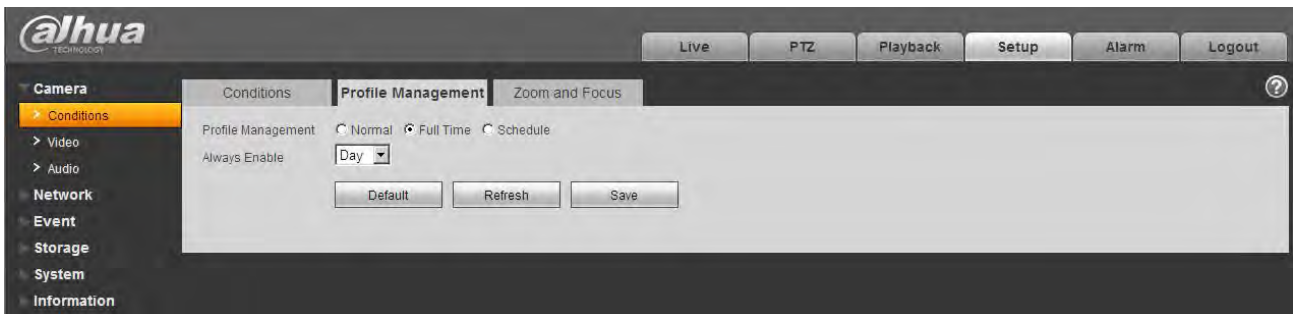 alhua
TECHNOLOGY
Live PTZ Playback Setup Alarm Logout
Camera
Conditions Profile Management Zoom and Focus
?
> Conditions
Profile Management Normal Full Time Schedule
> Video
Always Enable Day
> Audio
Network
Default Refresh Save
Event
Storage
System
Information